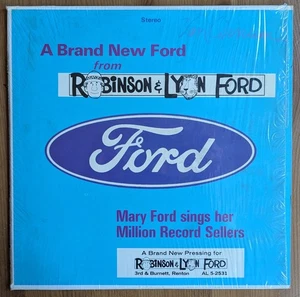 Stereo
A Brand New Ford
from
ROBINSON & LYON FORD
Ford
Mary Ford sings her
Million Record Sellers
A Brand New Pressing for
ROBINSON & LYON FORD
3rd & Burnett, Renton AL 5-2531